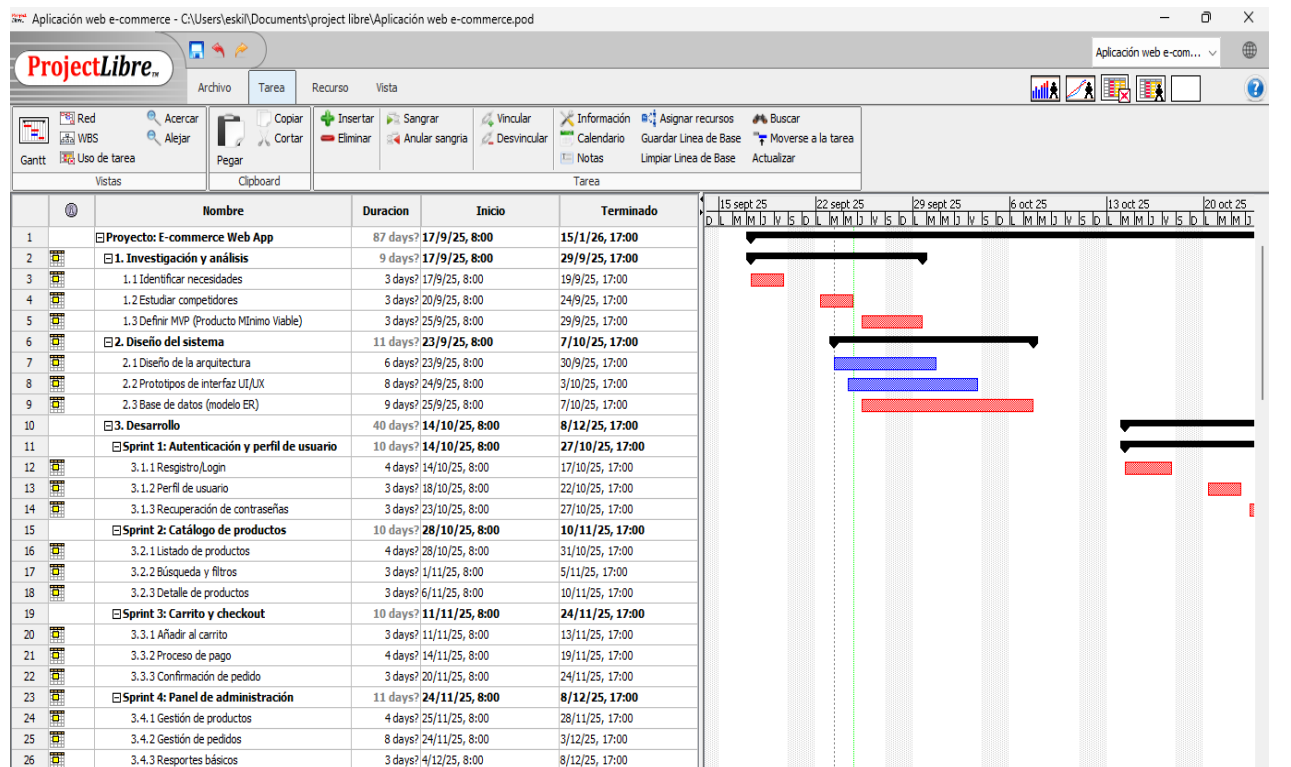 Aplicación web e-commerce - C:\Users\eskil\Documents\project libre\Aplicación web e-commerce.pod
ProjectLibre TM
Aplicación web e-com...
Archivo Tarea Recurso Vista
Red Acercar Copiar Insertar Sangrar Vincular Información Asignar recursos Buscar
WBS Alejar Cortar Eliminar Anular sangria Desvincular Calendario Guardar Linea de Base Moverse a la tarea
Gantt Uso de tarea Pegar Notas Limpiar Linea de Base Actualizar
Vistas Clipboard Tarea
Nombre Duracion Inicio Terminado
15 sept 25 22 sept 25 29 sept 25 6 oct 25 13 oct 25 20 oct 25
D L M M J V S D L M M J V S D L M M J V S D L M M J V S D L M M J V S D L M M J
1 Proyecto: E-commerce Web App 87 days? 17/9/25, 8:00 15/1/26, 17:00
2 1. Investigación y análisis 9 days? 17/9/25, 8:00 29/9/25, 17:00
3 1.1 Identificar necesidades 3 days? 17/9/25, 8:00 19/9/25, 17:00
4 1.2 Estudiar competidores 3 days? 20/9/25, 8:00 24/9/25, 17:00
5 1.3 Definir MVP (Producto MInimo Viable) 3 days? 25/9/25, 8:00 29/9/25, 17:00
6 2. Diseño del sistema 11 days? 23/9/25, 8:00 7/10/25, 17:00
7 2.1 Diseño de la arquitectura 6 days? 23/9/25, 8:00 30/9/25, 17:00
8 2.2 Prototipos de interfaz UI/UX 8 days? 24/9/25, 8:00 3/10/25, 17:00
9 2.3 Base de datos (modelo ER) 9 days? 25/9/25, 8:00 7/10/25, 17:00
10 3. Desarrollo 40 days? 14/10/25, 8:00 8/12/25, 17:00
11 Sprint 1: Autenticación y perfil de usuario 10 days? 14/10/25, 8:00 27/10/25, 17:00
12 3.1.1 Resgistro/Login 4 days? 14/10/25, 8:00 17/10/25, 17:00
13 3.1.2 Perfil de usuario 3 days? 18/10/25, 8:00 22/10/25, 17:00
14 3.1.3 Recuperación de contraseñas 3 days? 23/10/25, 8:00 27/10/25, 17:00
15 Sprint 2: Catálogo de productos 10 days? 28/10/25, 8:00 10/11/25, 17:00
16 3.2.1 Listado de productos 4 days? 28/10/25, 8:00 31/10/25, 17:00
17 3.2.2 Búsqueda y filtros 3 days? 1/11/25, 8:00 5/11/25, 17:00
18 3.2.3 Detalle de productos 3 days? 6/11/25, 8:00 10/11/25, 17:00
19 Sprint 3: Carrito y checkout 10 days? 11/11/25, 8:00 24/11/25, 17:00
20 3.3.1 Añadir al carrito 3 days? 11/11/25, 8:00 13/11/25, 17:00
21 3.3.2 Proceso de pago 4 days? 14/11/25, 8:00 19/11/25, 17:00
22 3.3.3 Confirmación de pedido 3 days? 20/11/25, 8:00 24/11/25, 17:00
23 Sprint 4: Panel de administración 11 days? 24/11/25, 8:00 8/12/25, 17:00
24 3.4.1 Gestión de productos 4 days? 25/11/25, 8:00 28/11/25, 17:00
25 3.4.2 Gestión de pedidos 8 days? 24/11/25, 8:00 3/12/25, 17:00
26 3.4.3 Resportes básicos 3 days? 4/12/25, 8:00 8/12/25, 17:00